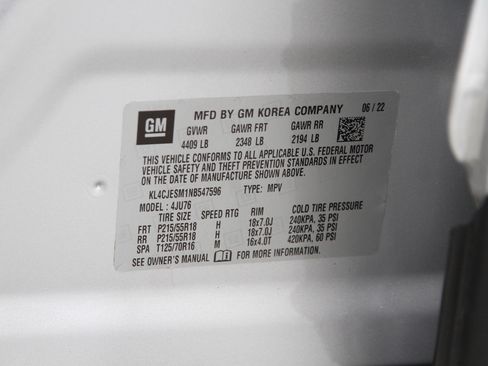 GM
MFD BY GM KOREA COMPANY 06 / 22
GVWR GAWR FRT GAWR RR
4409 LB 2348 LB 2194 LB
THIS VEHICLE CONFORMS TO ALL APPLICABLE U.S. FEDERAL MOTOR
VEHICLE SAFETY AND THEFT PREVENTION STANDARDS IN EFFECT
ON THE DATE OF MANUFACTURE SHOWN ABOVE.
KL4CJESM1NB547596 TYPE: MPV
MODEL : 4JU76
TIRE SIZE SPEED RTG RIM COLD TIRE PRESSURE
FRT P215/55R18 H 18x7.0J 240KPA, 35 PSI
RR P215/55R18 H 18x7.0J 240KPA, 35 PSI
SPA T125/70R16 M 16x4.0T 420KPA, 60 PSI
SEE OWNER'S MANUAL FOR MORE INFORMATION.